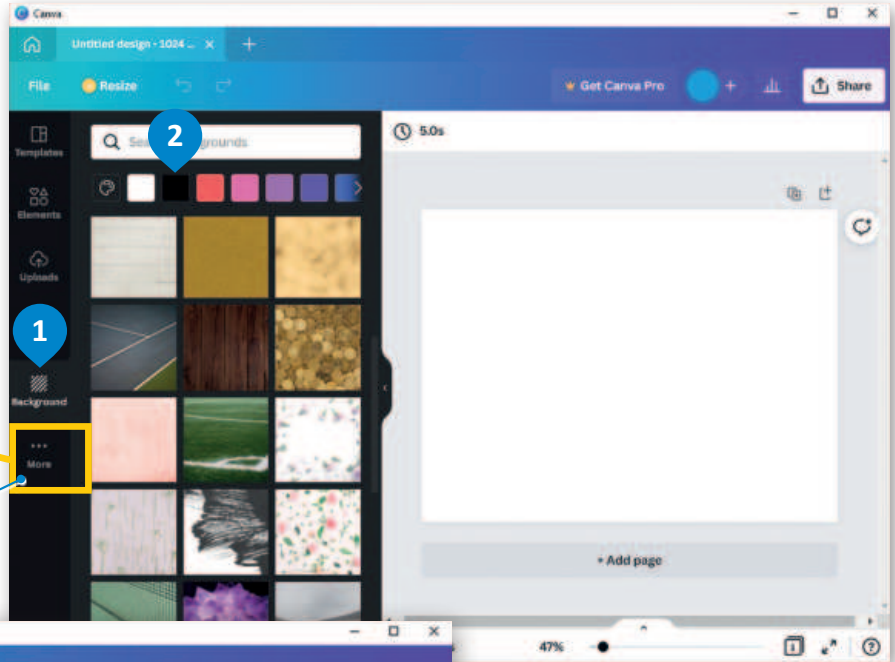 Canva
Untitled design - 1024 ...
File
Resize
Get Canva Pro
Share
Templates
2
5.0s
Elements
Uploads
1
Background
More
+ Add page
47%